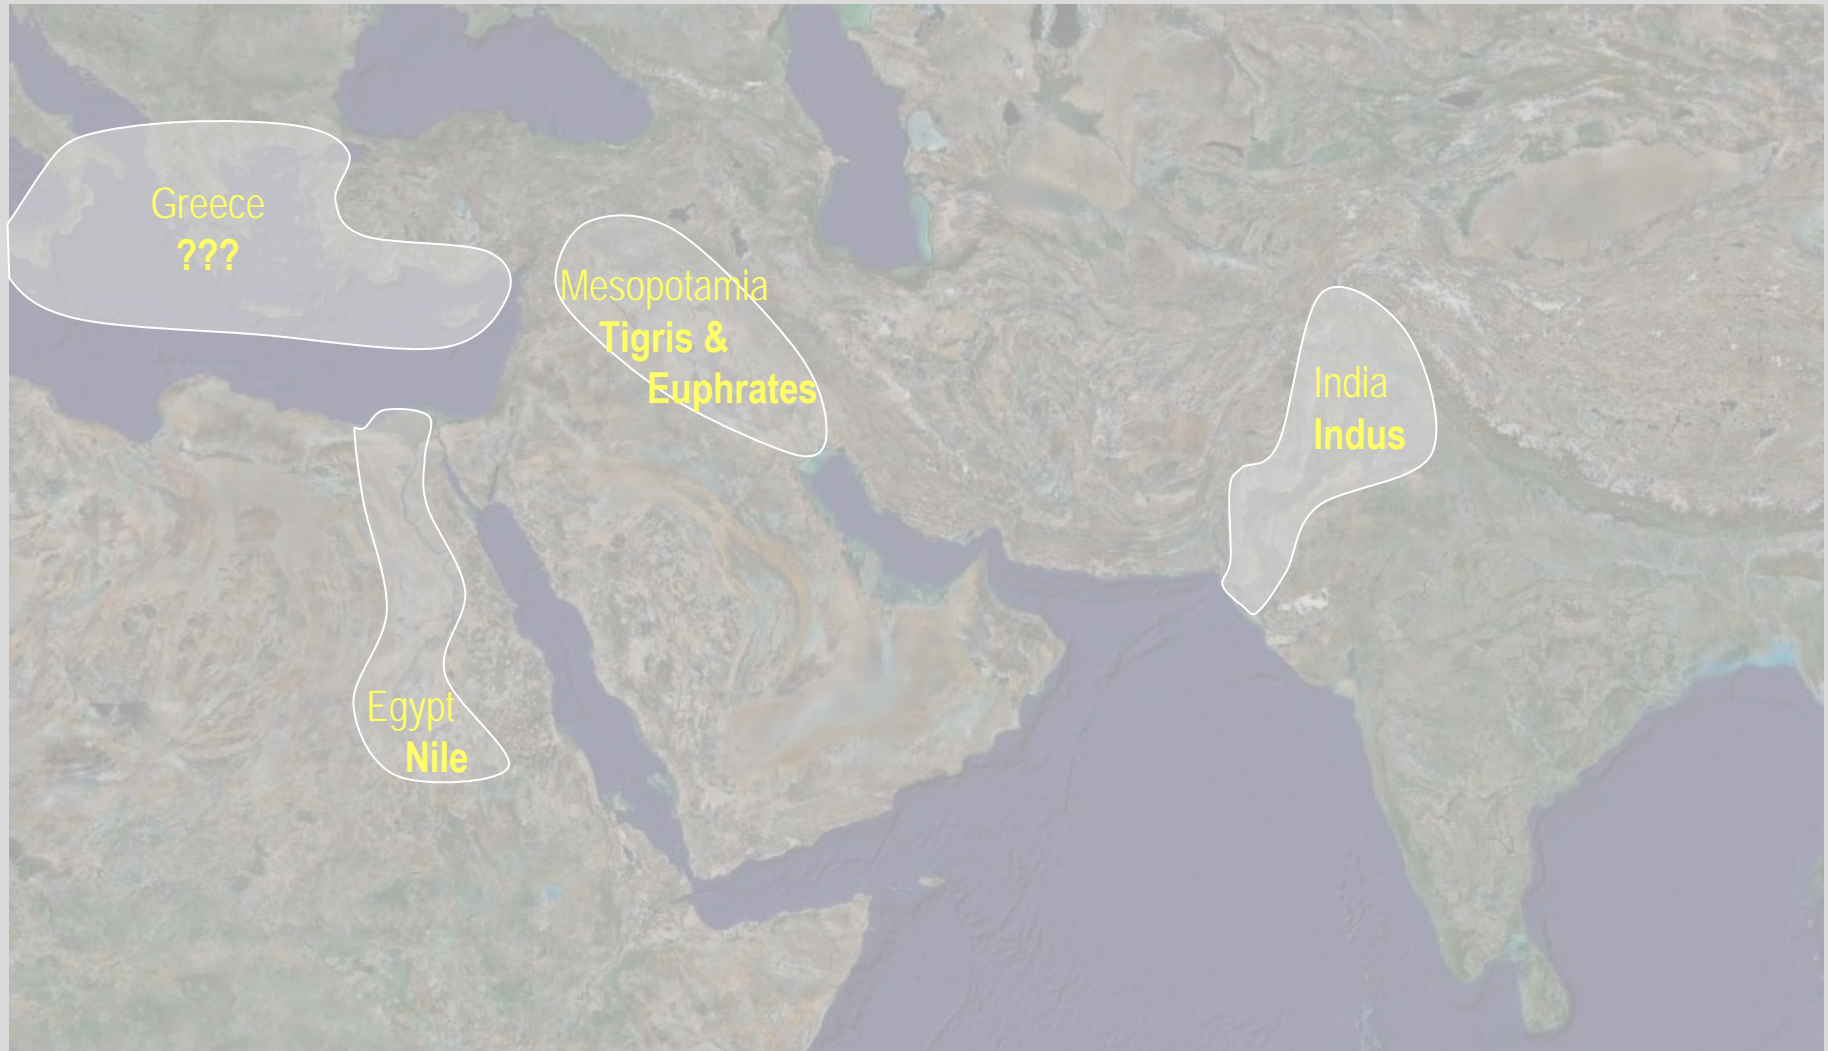 Greece
???
Mesopotamia
Tigris &
Euphrates
India
Indus
Egypt
Nile